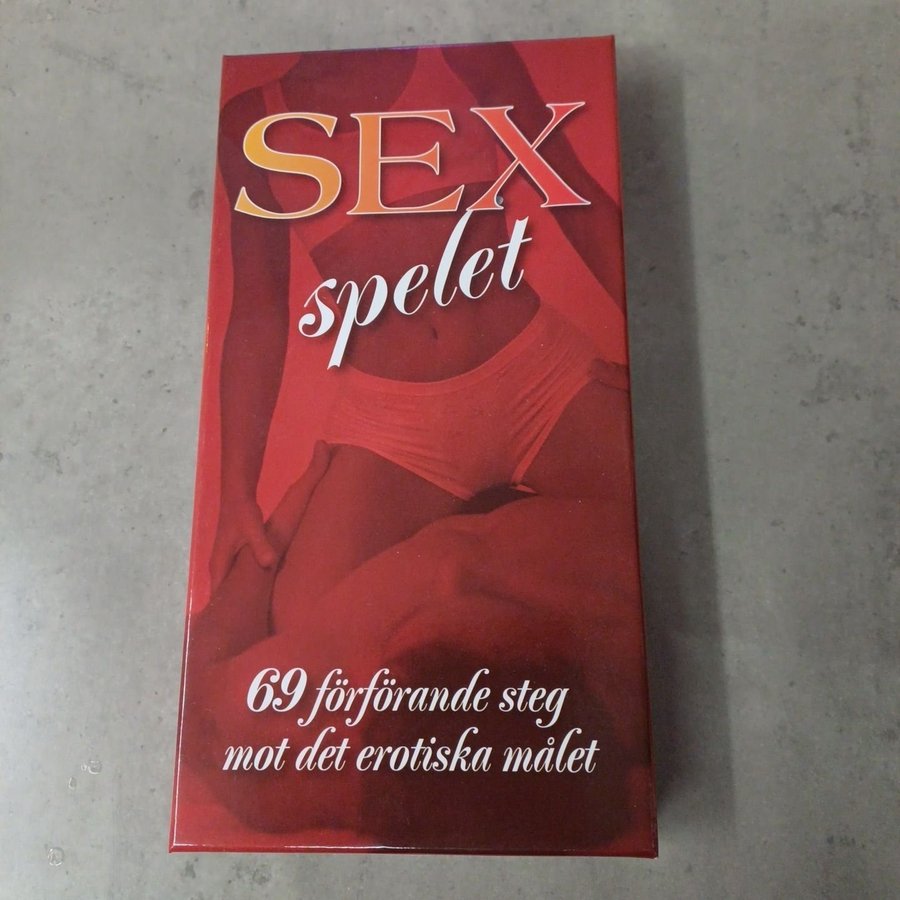 SEX
spelet
69 förförande steg
mot det erotiska målet